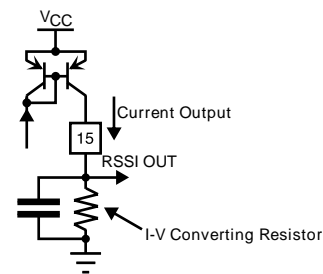 VCC
Current Output
15
RSSI OUT
I-V Converting Resistor